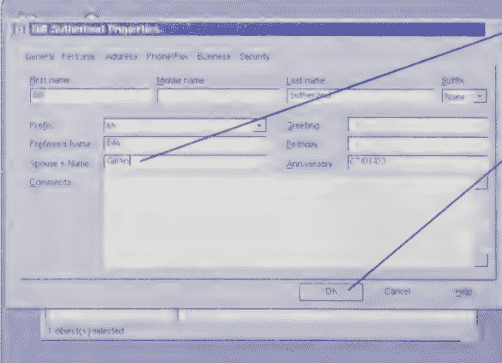 Bill Sutherland Properties
General Personal Address Phone/Fax Business Security
First name Middle name Last name Suffix
Bill Sutherland None
Prefix Mr Greeting
Preferred Name Birthday
Spouse's Name Anniversary
Comments
OK Cancel Help
1 object(s) selected